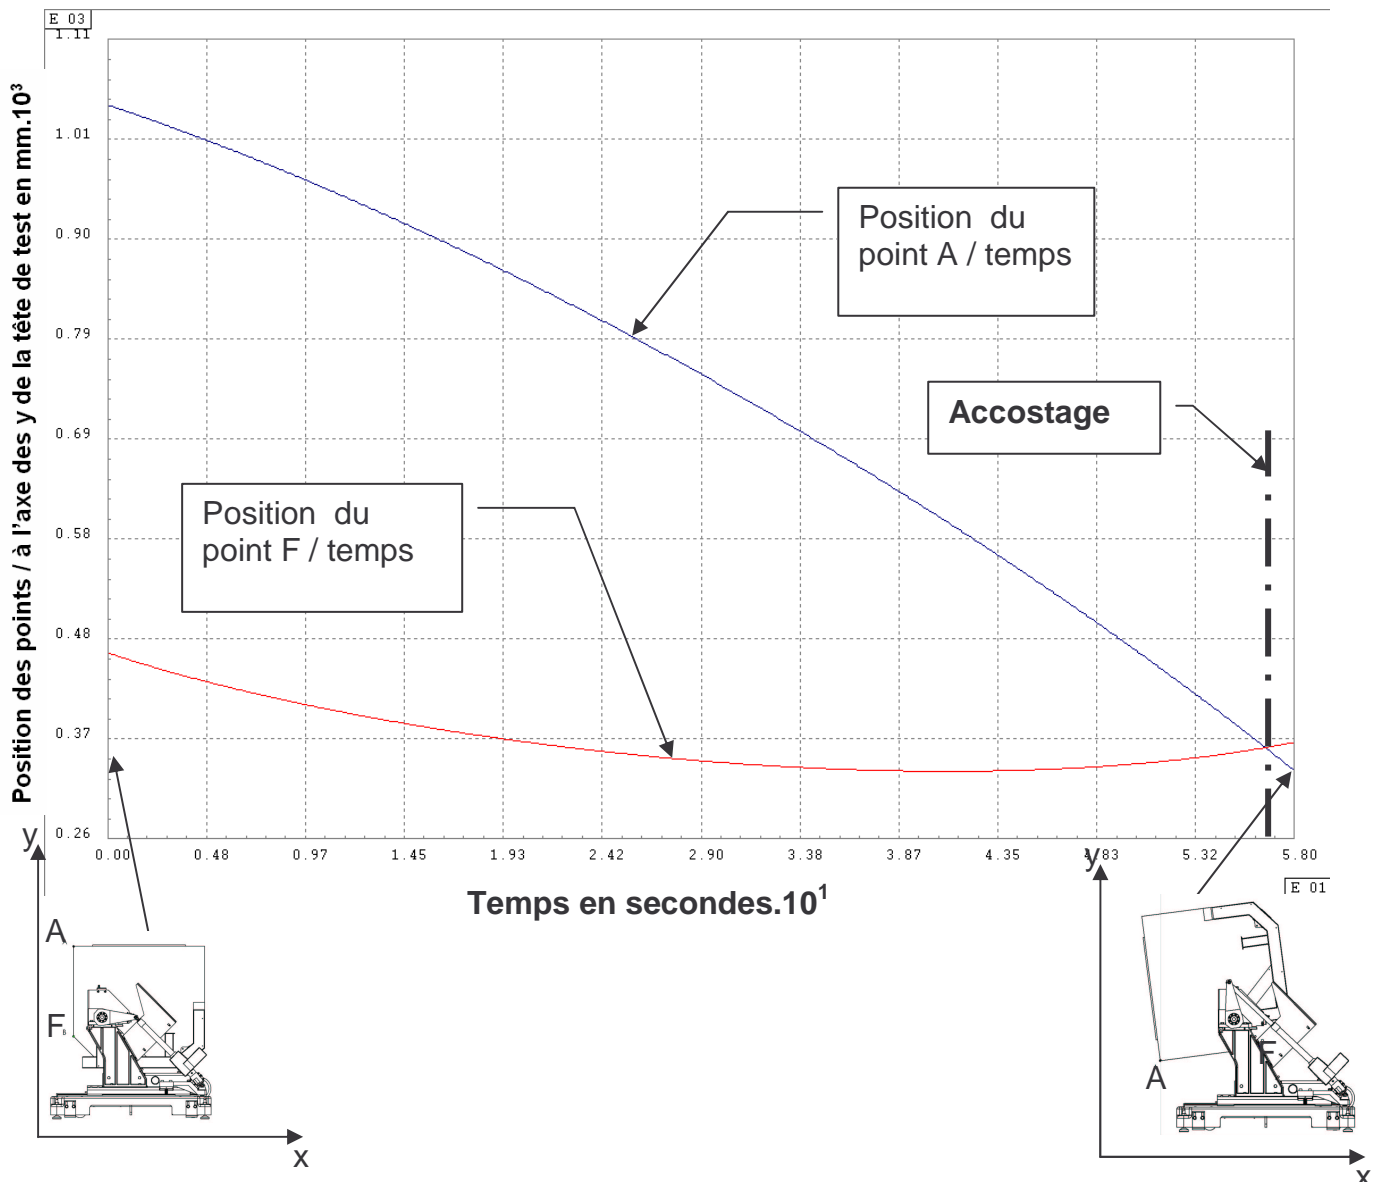 E 03
1.11
1.01
0.90
0.79
0.69
0.58
0.48
0.37
0.26
Position des points / à l'axe des y de la tête de test en mm.10³
Position du
point A / temps
Accostage
Position du
point F / temps
0.00 0.48 0.97 1.45 1.93 2.42 2.90 3.38 3.87 4.35 4.83 5.32 5.80
E 01
Temps en secondes.10¹
y
A
F
x
y
F
A
x